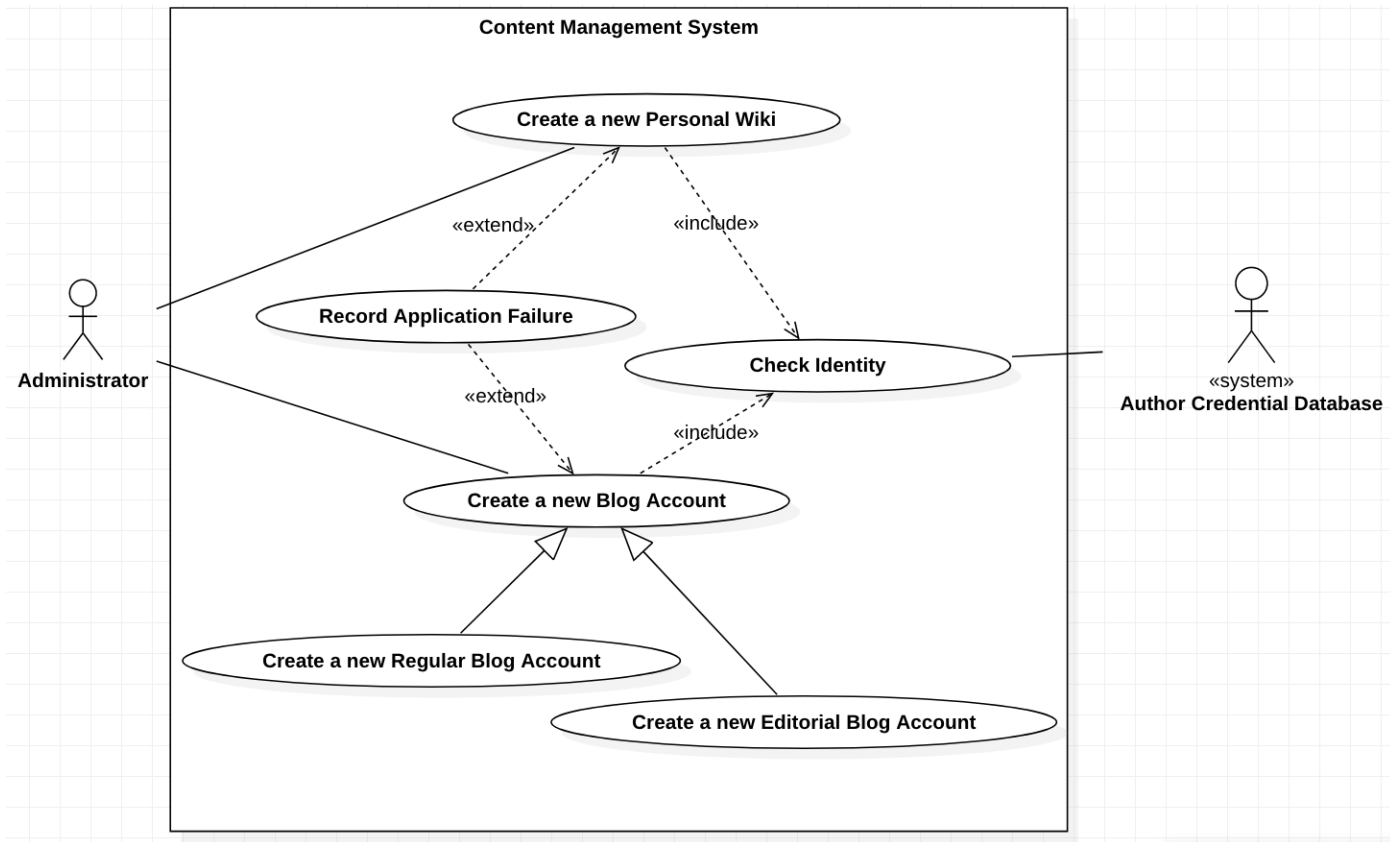 Content Management System
Create a new Personal Wiki
«extend»
«include»
Record Application Failure
Check Identity
Administrator
«system»
Author Credential Database
«extend»
«include»
Create a new Blog Account
Create a new Regular Blog Account
Create a new Editorial Blog Account